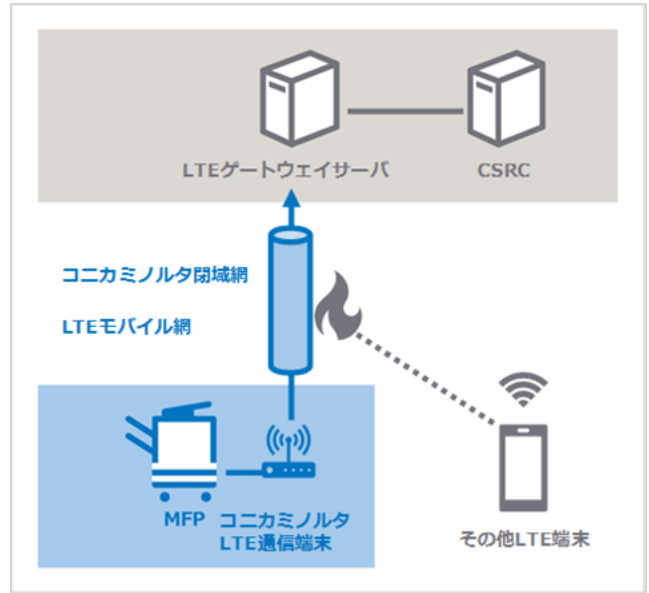 LTEゲートウェイサーバ
CSRC
コニカミノルタ閉域網
LTEモバイル網
MFP
コニカミノルタ
LTE通信端末
その他LTE端末